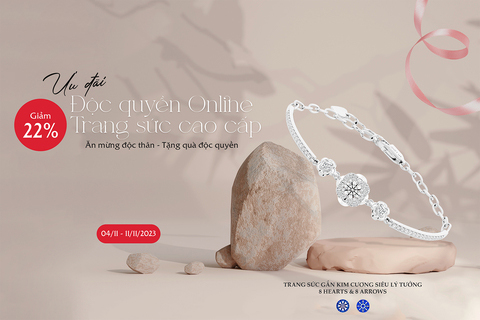 Ưu đãi
Giảm
22%
Độc quyền Online
Trang sức cao cấp
Ăn mừng độc thân - Tặng quà độc quyền
04/11 - 11/11/2023
TRANG SỨC GẮN KIM CƯƠNG SIÊU LÝ TƯỞNG
8 HEARTS & 8 ARROWS